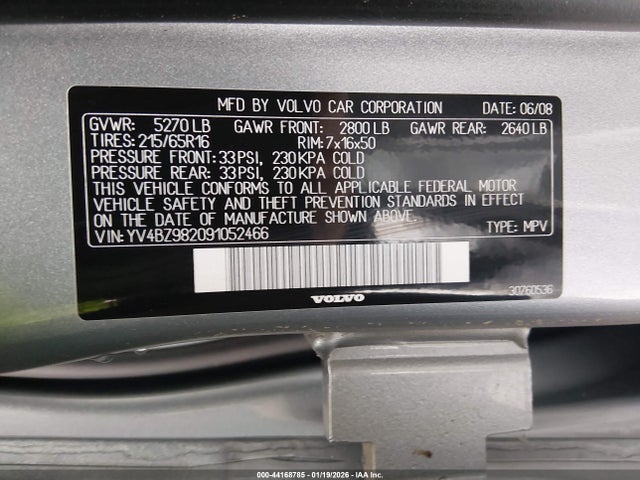 MFD BY VOLVO CAR CORPORATION DATE: 06/08
GVWR: 5270 LB GAWR FRONT: 2800 LB GAWR REAR: 2640 LB
TIRES: 215/65R16 RIM: 7x16x50
PRESSURE FRONT: 33 PSI, 230 KPA COLD
PRESSURE REAR: 33 PSI, 230 KPA COLD
THIS VEHICLE CONFORMS TO ALL APPLICABLE FEDERAL MOTOR
VEHICLE SAFETY AND THEFT PREVENTION STANDARDS IN EFFECT
ON THE DATE OF MANUFACTURE SHOWN ABOVE.
VIN: YV4BZ982091052466 TYPE: MPV
VOLVO 30260536
000-44168785 - 01/19/2026 - IAA Inc.